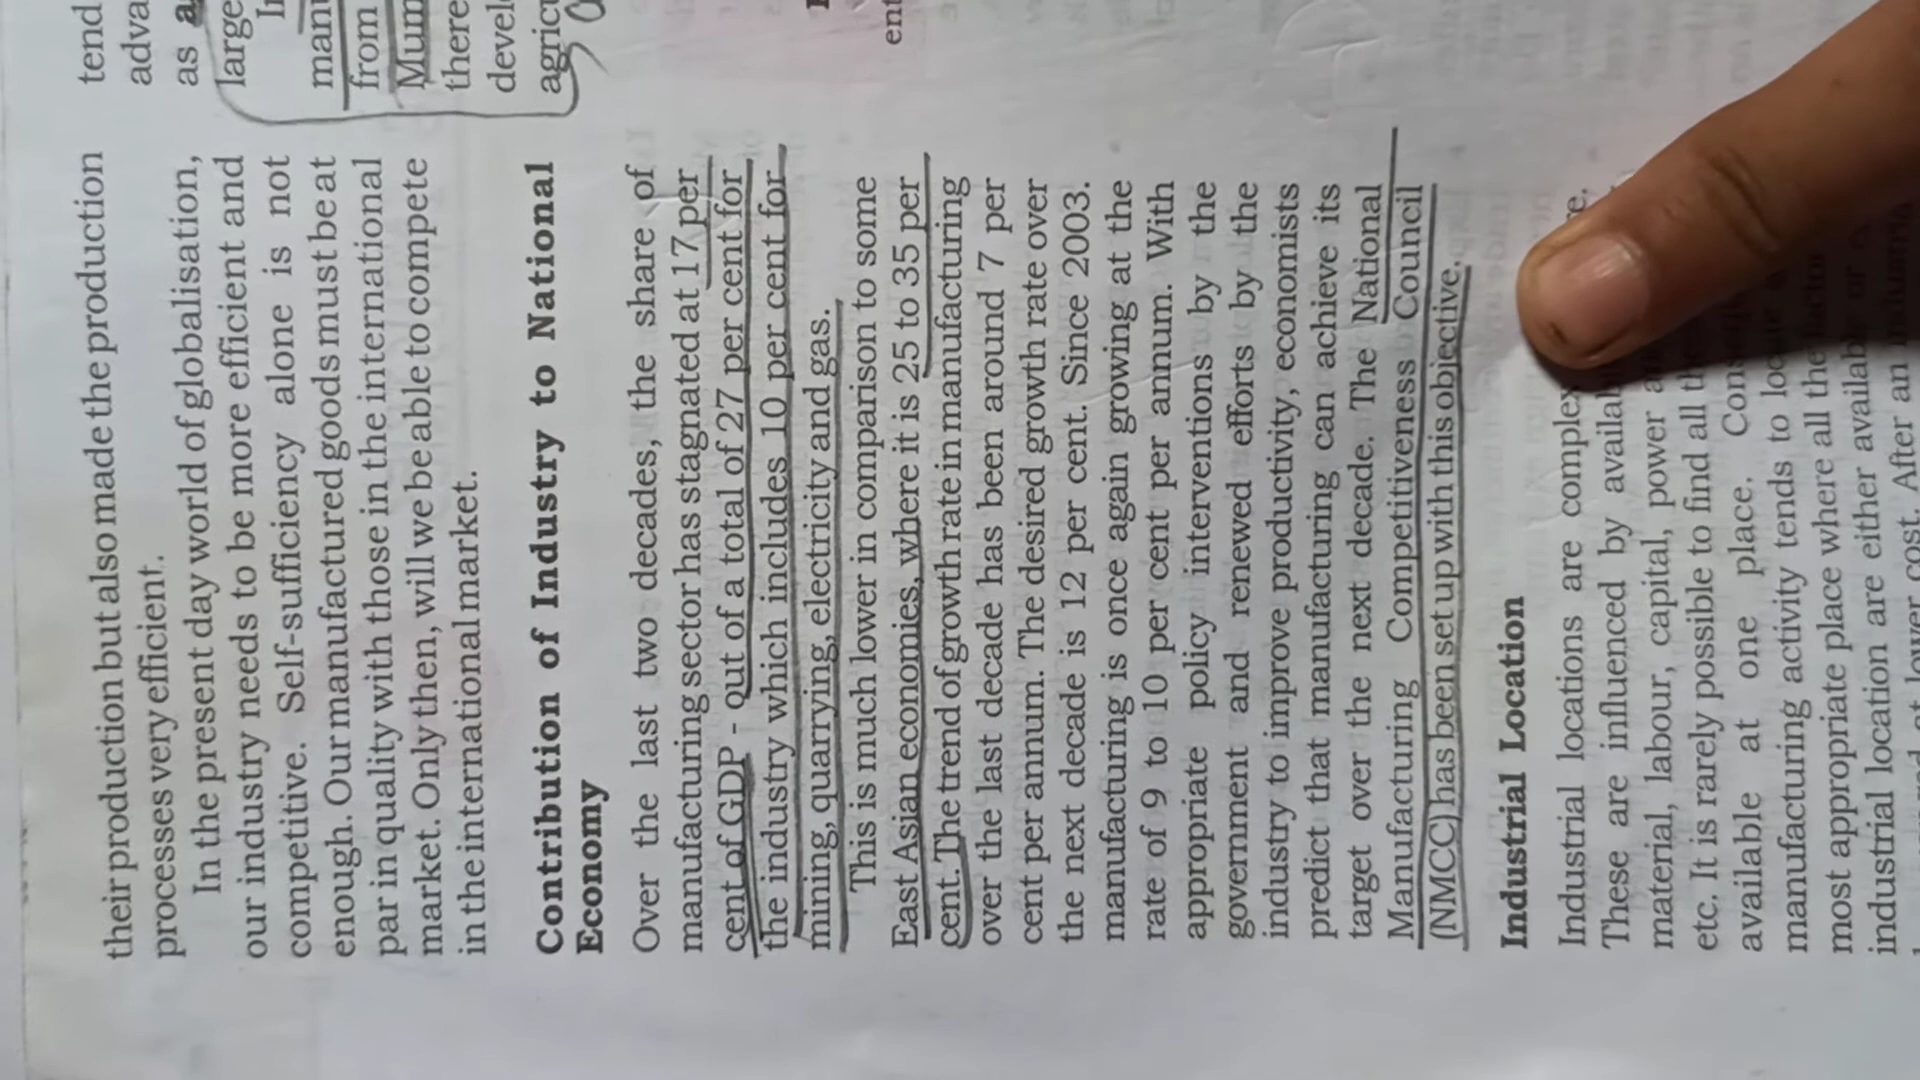 their production but also made the production
processes very efficient.
In the present day world of globalisation,
our industry needs to be more efficient and
competitive. Self-sufficiency alone is not
enough. Our manufactured goods must be at
par in quality with those in the international
market. Only then, will we be able to compete
in the international market.
Contribution of Industry to National
Economy
Over the last two decades, the share of
manufacturing sector has stagnated at 17 per
cent of GDP - out of a total of 27 per cent for
the industry which includes 10 per cent for
mining, quarrying, electricity and gas.
This is much lower in comparison to some
East Asian economies, where it is 25 to 35 per
cent. The trend of growth rate in manufacturing
over the last decade has been around 7 per
cent per annum. The desired growth rate over
the next decade is 12 per cent. Since 2003.
manufacturing is once again growing at the
rate of 9 to 10 per cent per annum. With
appropriate policy interventions by the
government and renewed efforts by the
industry to improve productivity, economists
predict that manufacturing can achieve its
target over the next decade. The National
Manufacturing Competitiveness Council
(NMCC) has been set up with this objective.
Industrial Location
Industrial locations are complex
These are influenced by
material, labour, capital, power
etc. It is rarely possible to find all
available at one place.
manufacturing activity tends to
most appropriate place where all the
industrial location are either
cost. After an
tend
adva
as
large
manu
from
Mum
there
devel
agricu
ent